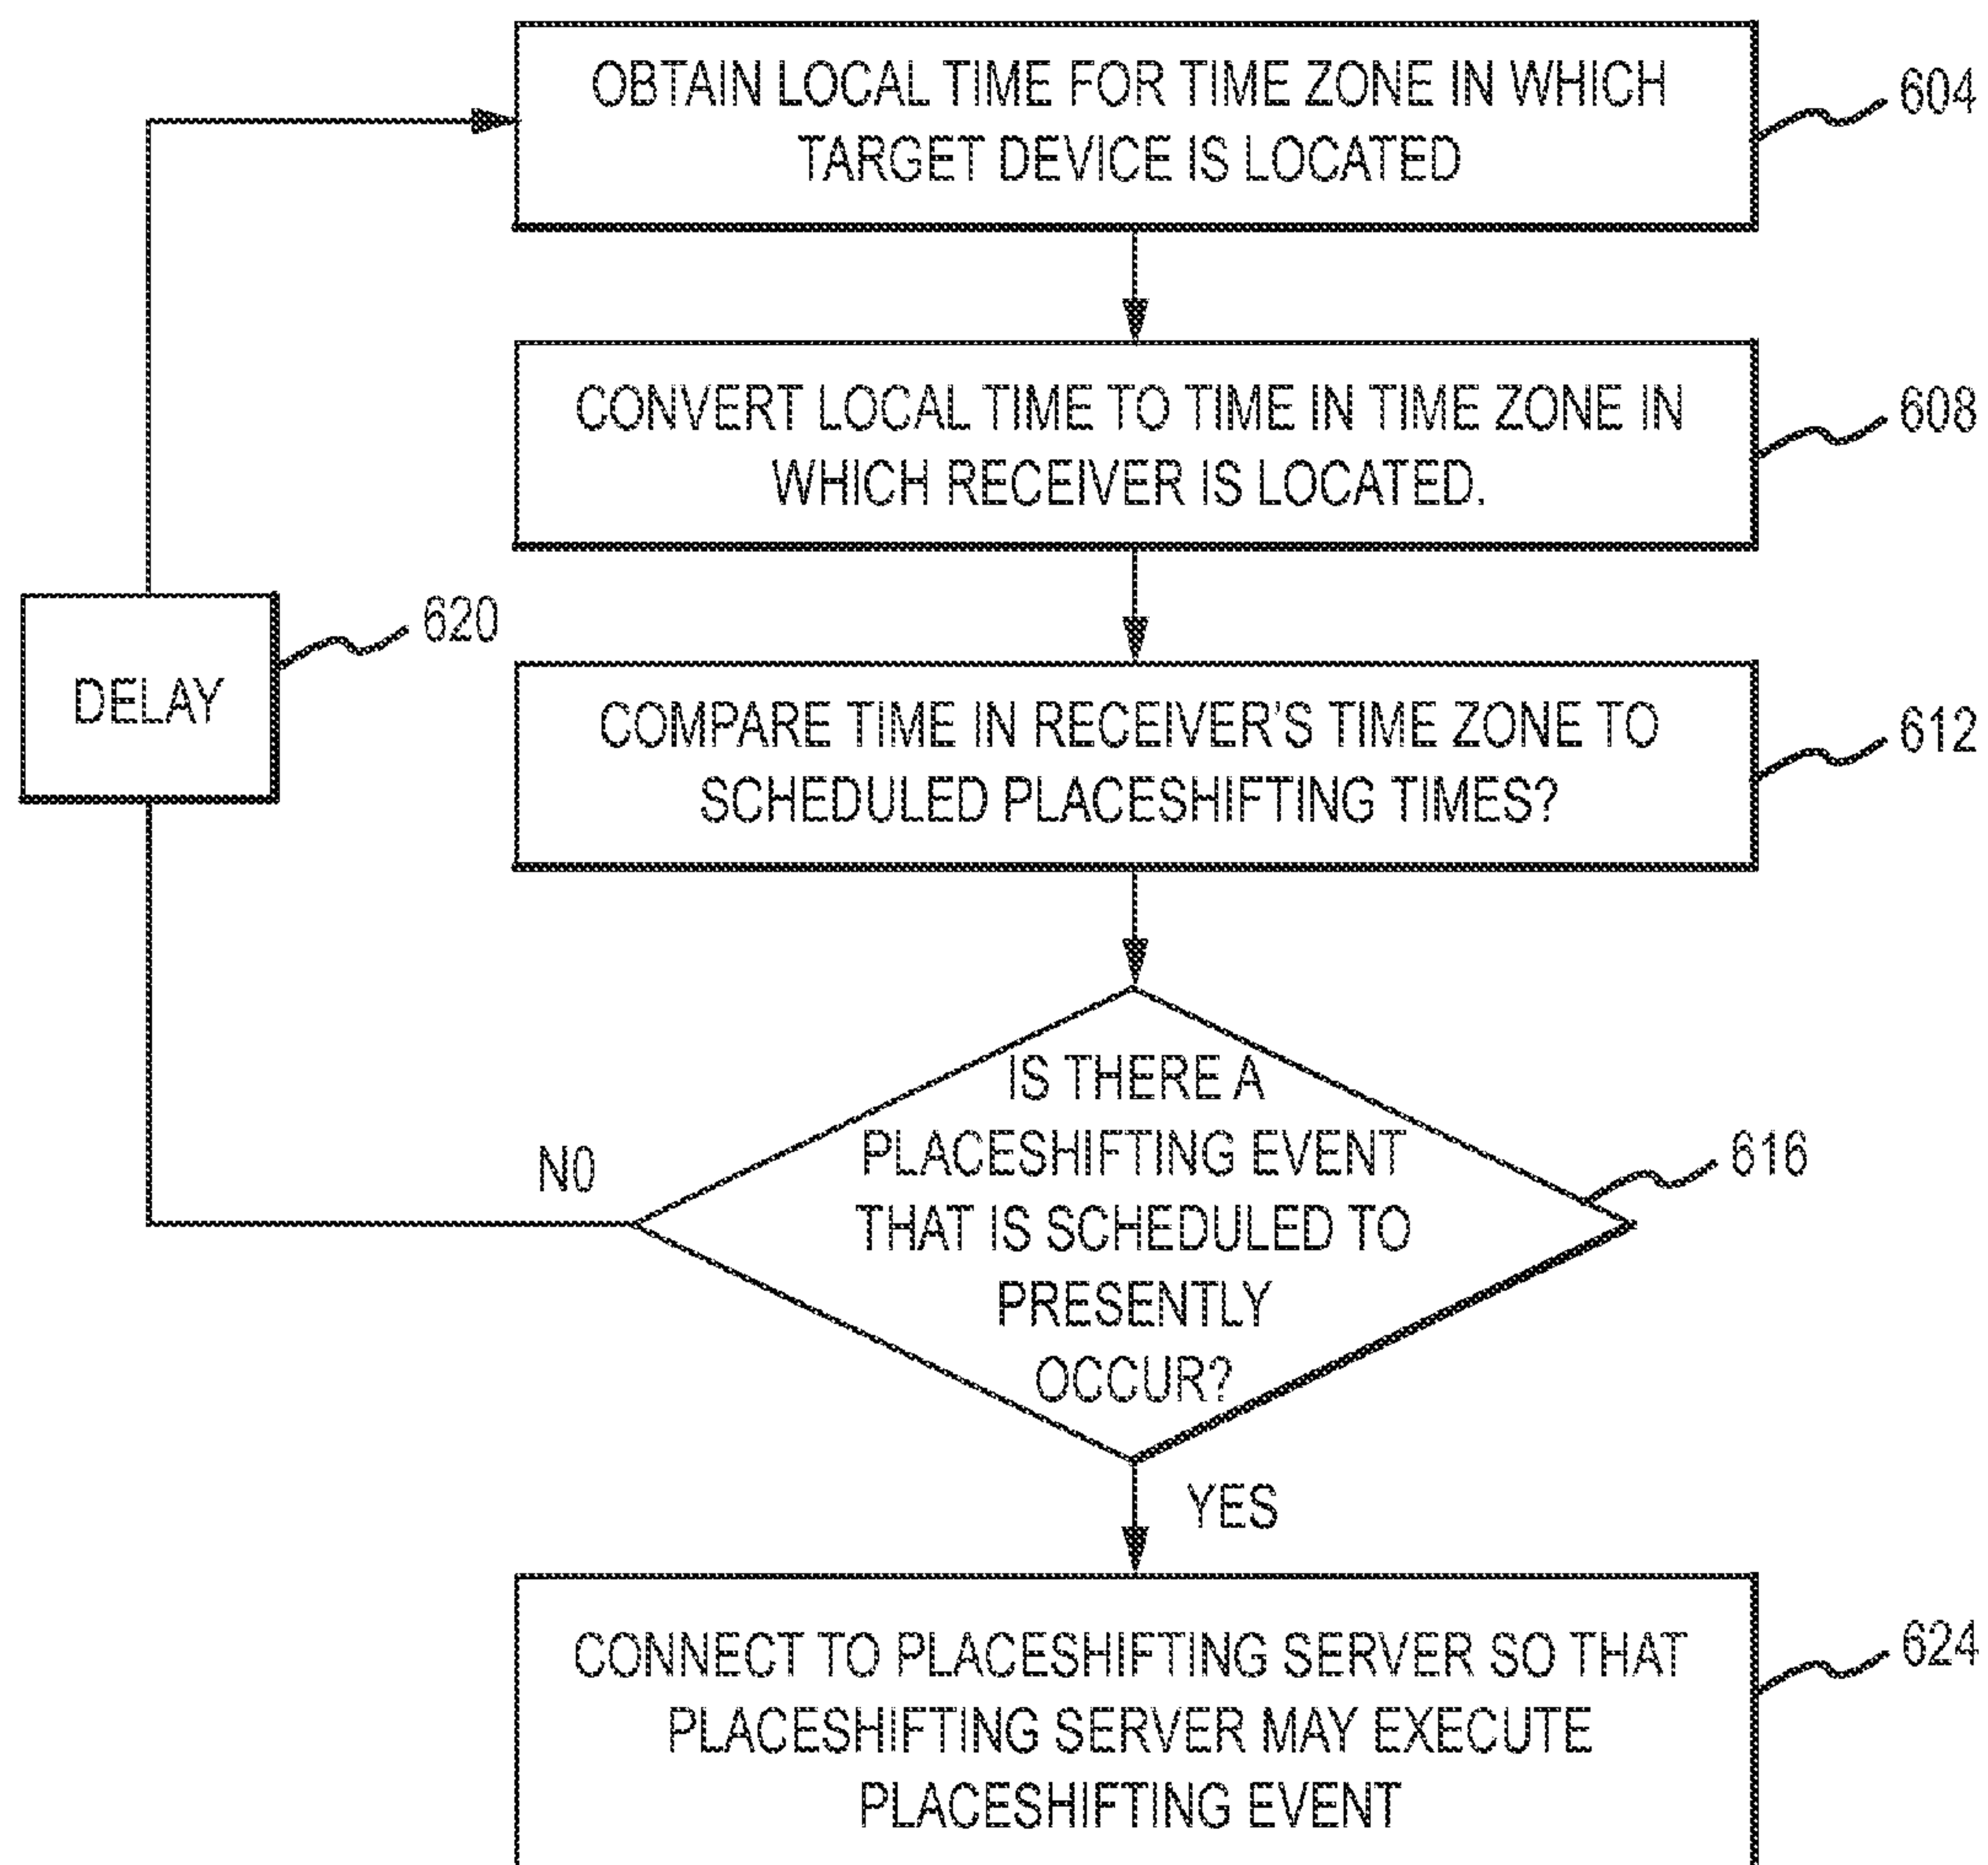 OBTAIN LOCAL TIME FOR TIME ZONE IN WHICH
TARGET DEVICE IS LOCATED
604
CONVERT LOCAL TIME TO TIME IN TIME ZONE IN
WHICH RECEIVER IS LOCATED.
608
620
DELAY
COMPARE TIME IN RECEIVER'S TIME ZONE TO
SCHEDULED PLACESHIFTING TIMES?
612
IS THERE A
PLACESHIFTING EVENT
THAT IS SCHEDULED TO
PRESENTLY
OCCUR?
616
NO
YES
CONNECT TO PLACESHIFTING SERVER SO THAT
PLACESHIFTING SERVER MAY EXECUTE
PLACESHIFTING EVENT
624